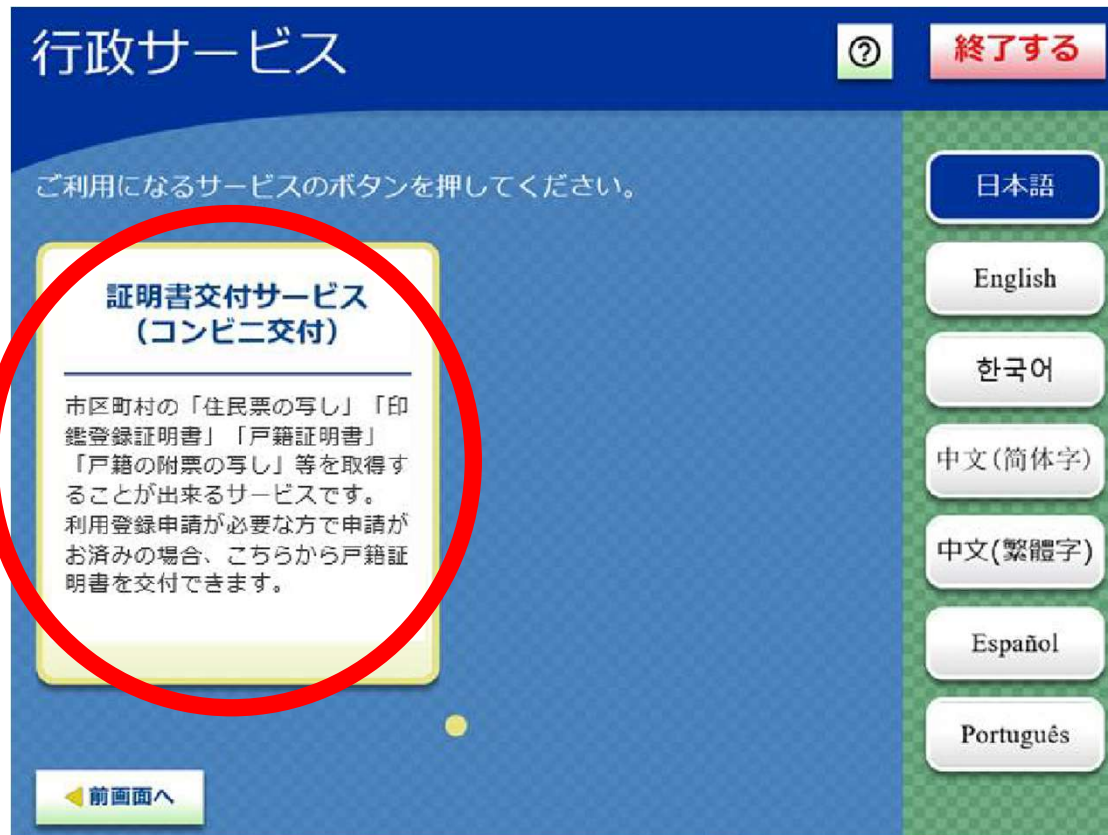 行政サービス
?
終了する
ご利用になるサービスのボタンを押してください。
証明書交付サービス
（コンビニ交付）
市区町村の「住民票の写し」「印
鑑登録証明書」「戸籍証明書」
「戸籍の附票の写し」等を取得す
ることが出来るサービスです。
利用登録申請が必要な方で申請が
お済みの場合、こちらから戸籍証
明書を交付できます。
前画面へ
日本語
English
한국어
中文(简体字)
中文(繁體字)
Español
Português